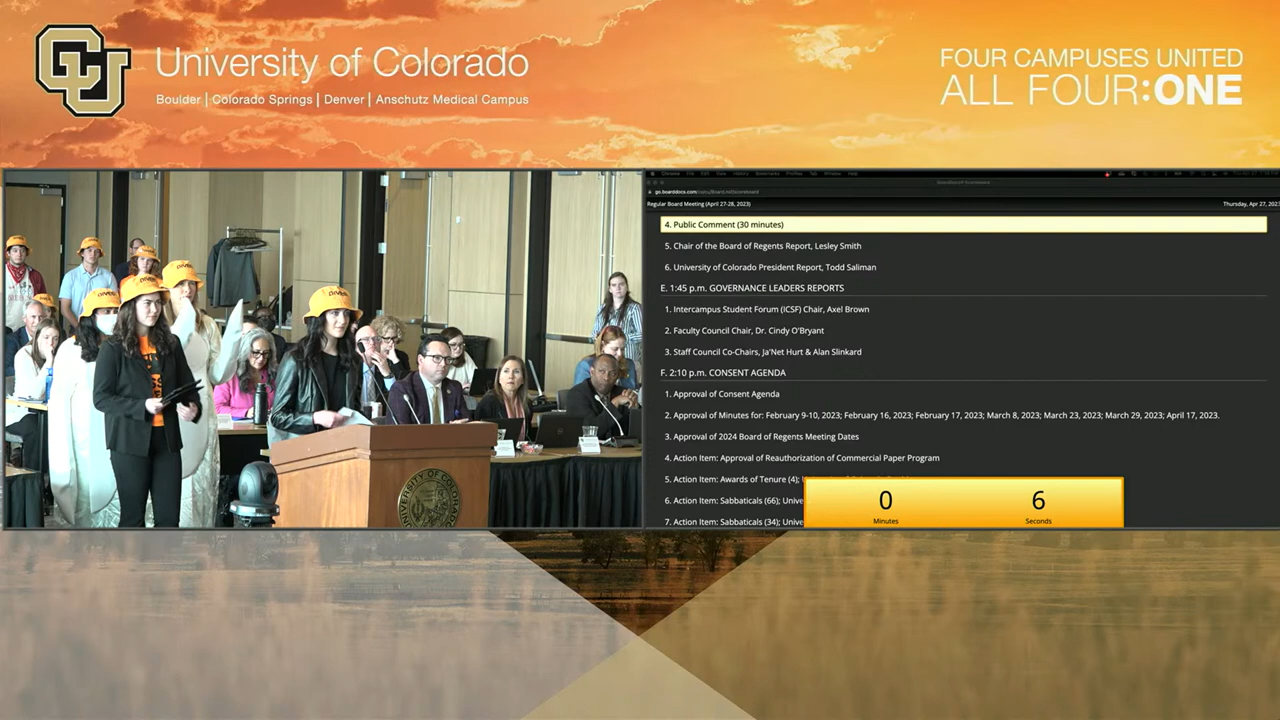 CU
University of Colorado
Boulder | Colorado Springs | Denver | Anschutz Medical Campus
FOUR CAMPUSES UNITED
ALL FOUR:ONE
Regular Board Meeting (April 27-28, 2023)
Thursday, Apr 27, 2023
4. Public Comment (30 minutes)
5. Chair of the Board of Regents Report, Lesley Smith
6. University of Colorado President Report, Todd Saliman
E. 1:45 p.m. GOVERNANCE LEADERS REPORTS
1. Intercampus Student Forum (ICSF) Chair, Axel Brown
2. Faculty Council Chair, Dr. Cindy O'Bryant
3. Staff Council Co-Chairs, Ja'Net Hurt & Alan Slinkard
F. 2:10 p.m. CONSENT AGENDA
1. Approval of Consent Agenda
2. Approval of Minutes for: February 9-10, 2023; February 16, 2023; February 17, 2023; March 8, 2023; March 23, 2023; March 29, 2023; April 17, 2023.
3. Approval of 2024 Board of Regents Meeting Dates
4. Action Item: Approval of Reauthorization of Commercial Paper Program
5. Action Item: Awards of Tenure (4);
6. Action Item: Sabbaticals (66); Unive
7. Action Item: Sabbaticals (34); Unive
0 6
Minutes Seconds
UNIVERSITY OF COLORADO